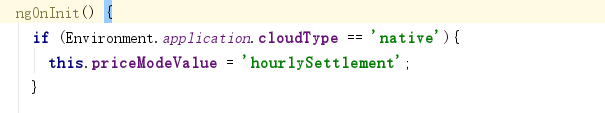 ngOnInit() {
if (Environment.application.cloudType == 'native'){
this.priceModeValue = 'hourlySettlement';
}